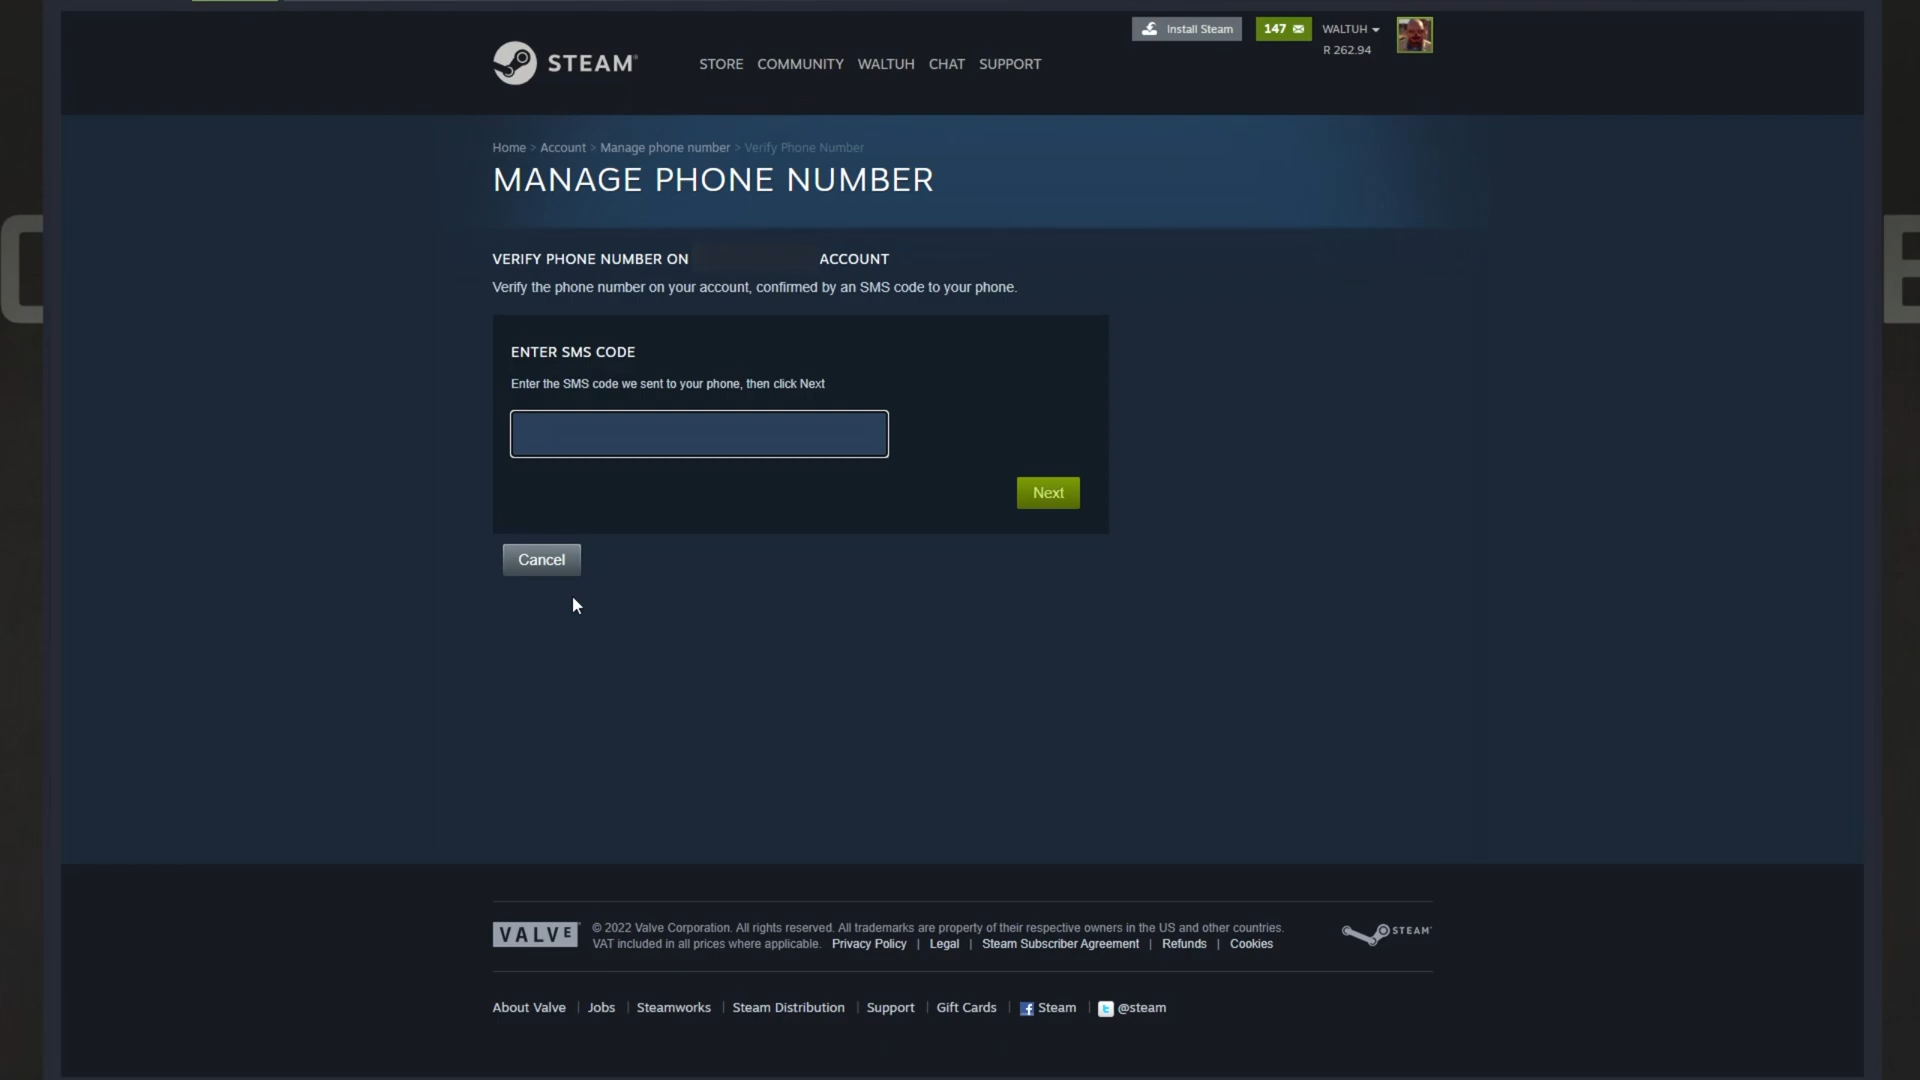 Install Steam
147
WALTUH
R 262.94
STEAM®
STORE COMMUNITY WALTUH CHAT SUPPORT
Home > Account > Manage phone number > Verify Phone Number
MANAGE PHONE NUMBER
VERIFY PHONE NUMBER ON ACCOUNT
Verify the phone number on your account, confirmed by an SMS code to your phone.
ENTER SMS CODE
Enter the SMS code we sent to your phone, then click Next
Next
Cancel
VALVE
© 2022 Valve Corporation. All rights reserved. All trademarks are property of their respective owners in the US and other countries.
VAT included in all prices where applicable. Privacy Policy | Legal | Steam Subscriber Agreement | Refunds | Cookies
STEAM
About Valve | Jobs | Steamworks | Steam Distribution | Support | Gift Cards | Steam | @steam